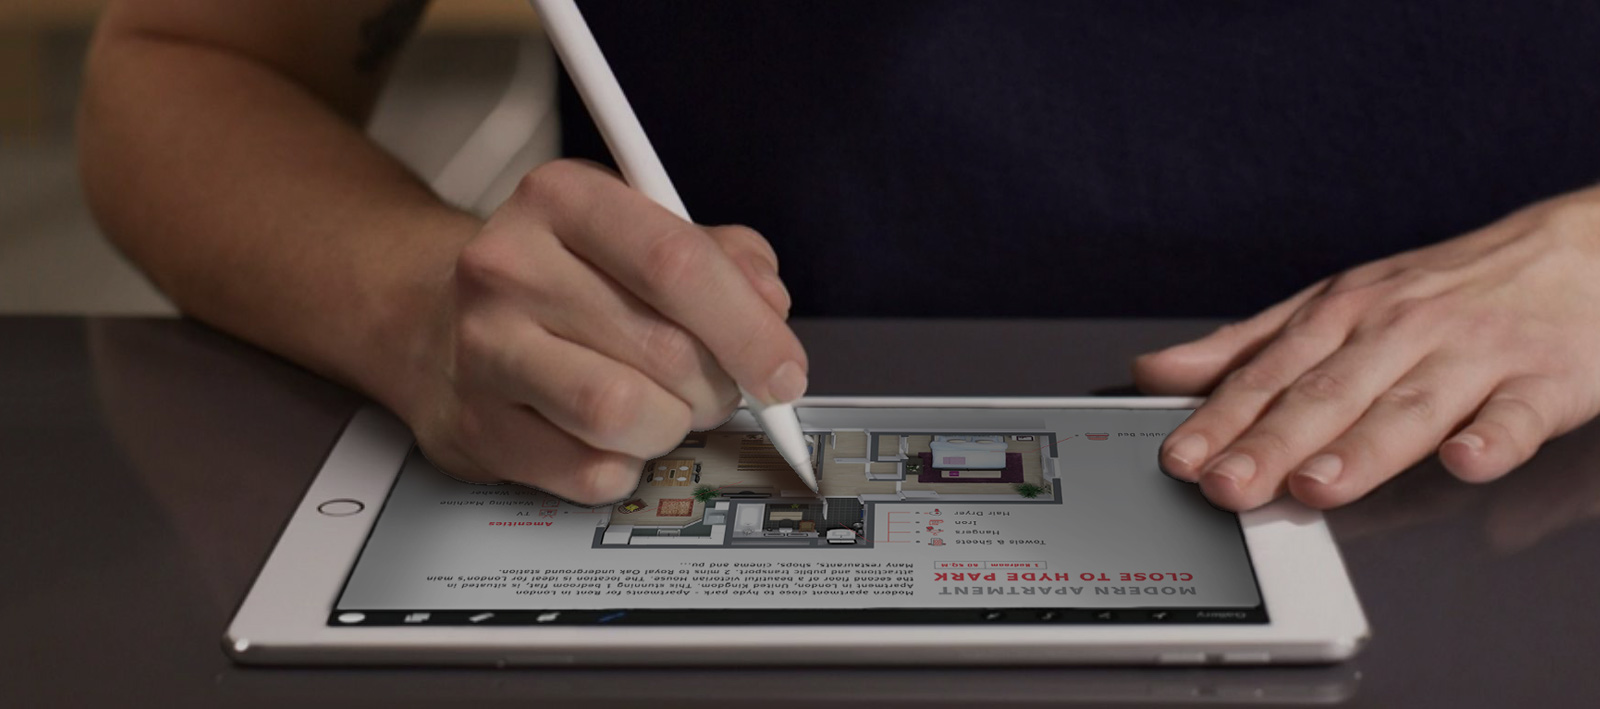 Gallery
MODERN APARTMENT
CLOSE TO HYDE PARK
1 Bedroom 60 sq.m
Modern apartment close to hyde park - Apartments for Rent in London
Apartment in London, United Kingdom. This stunning 1 bedroom flat, is situated in
the second floor of a beautiful victorian House. The location is ideal for London's main
attractions and public transport. 2 mins to Royal Oak underground station.
Many restaurants, shops, cinema and pu...
Towels & Sheets
Hangers
Iron
Hair Dryer
Amenities
TV
Washing Machine
Washer
Bed